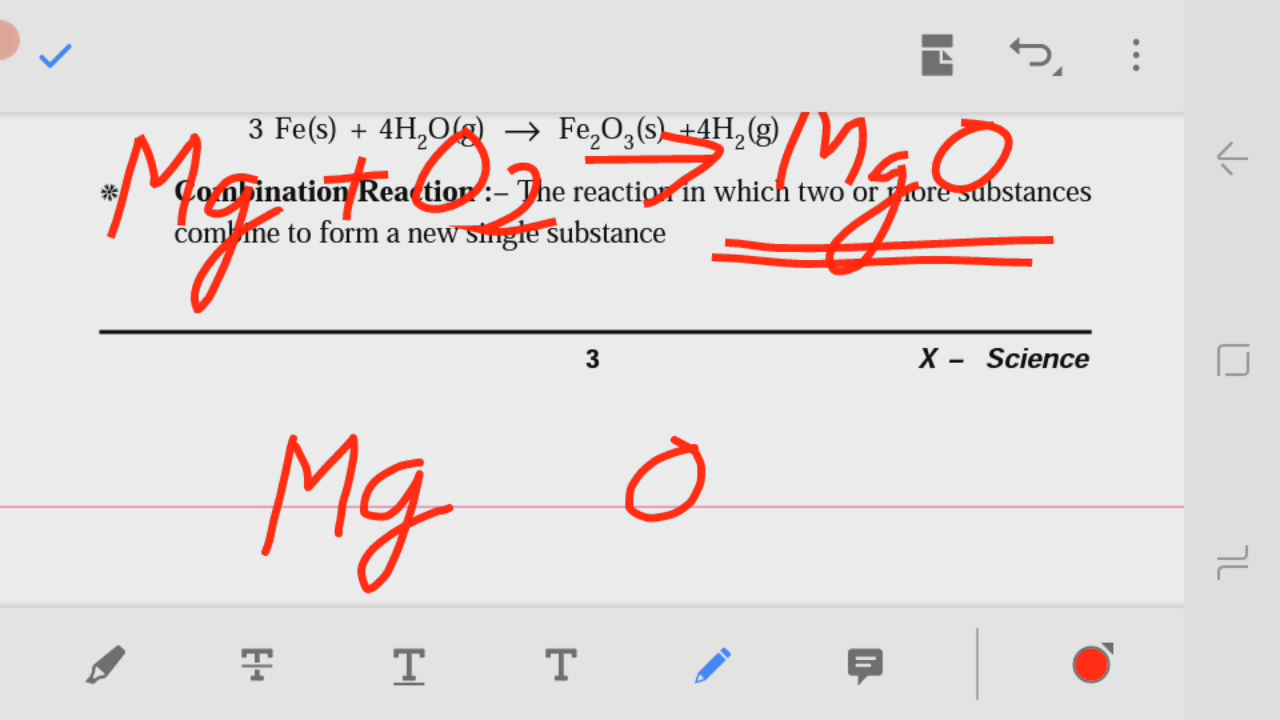 3 Fe(s) + 4H₂O(g) → Fe₂O₃(s) +4H₂(g)
Mg + O₂ → MgO
* Combination Reaction :– The reaction in which two or more substances
combine to form a new single substance
3 X – Science
Mg O